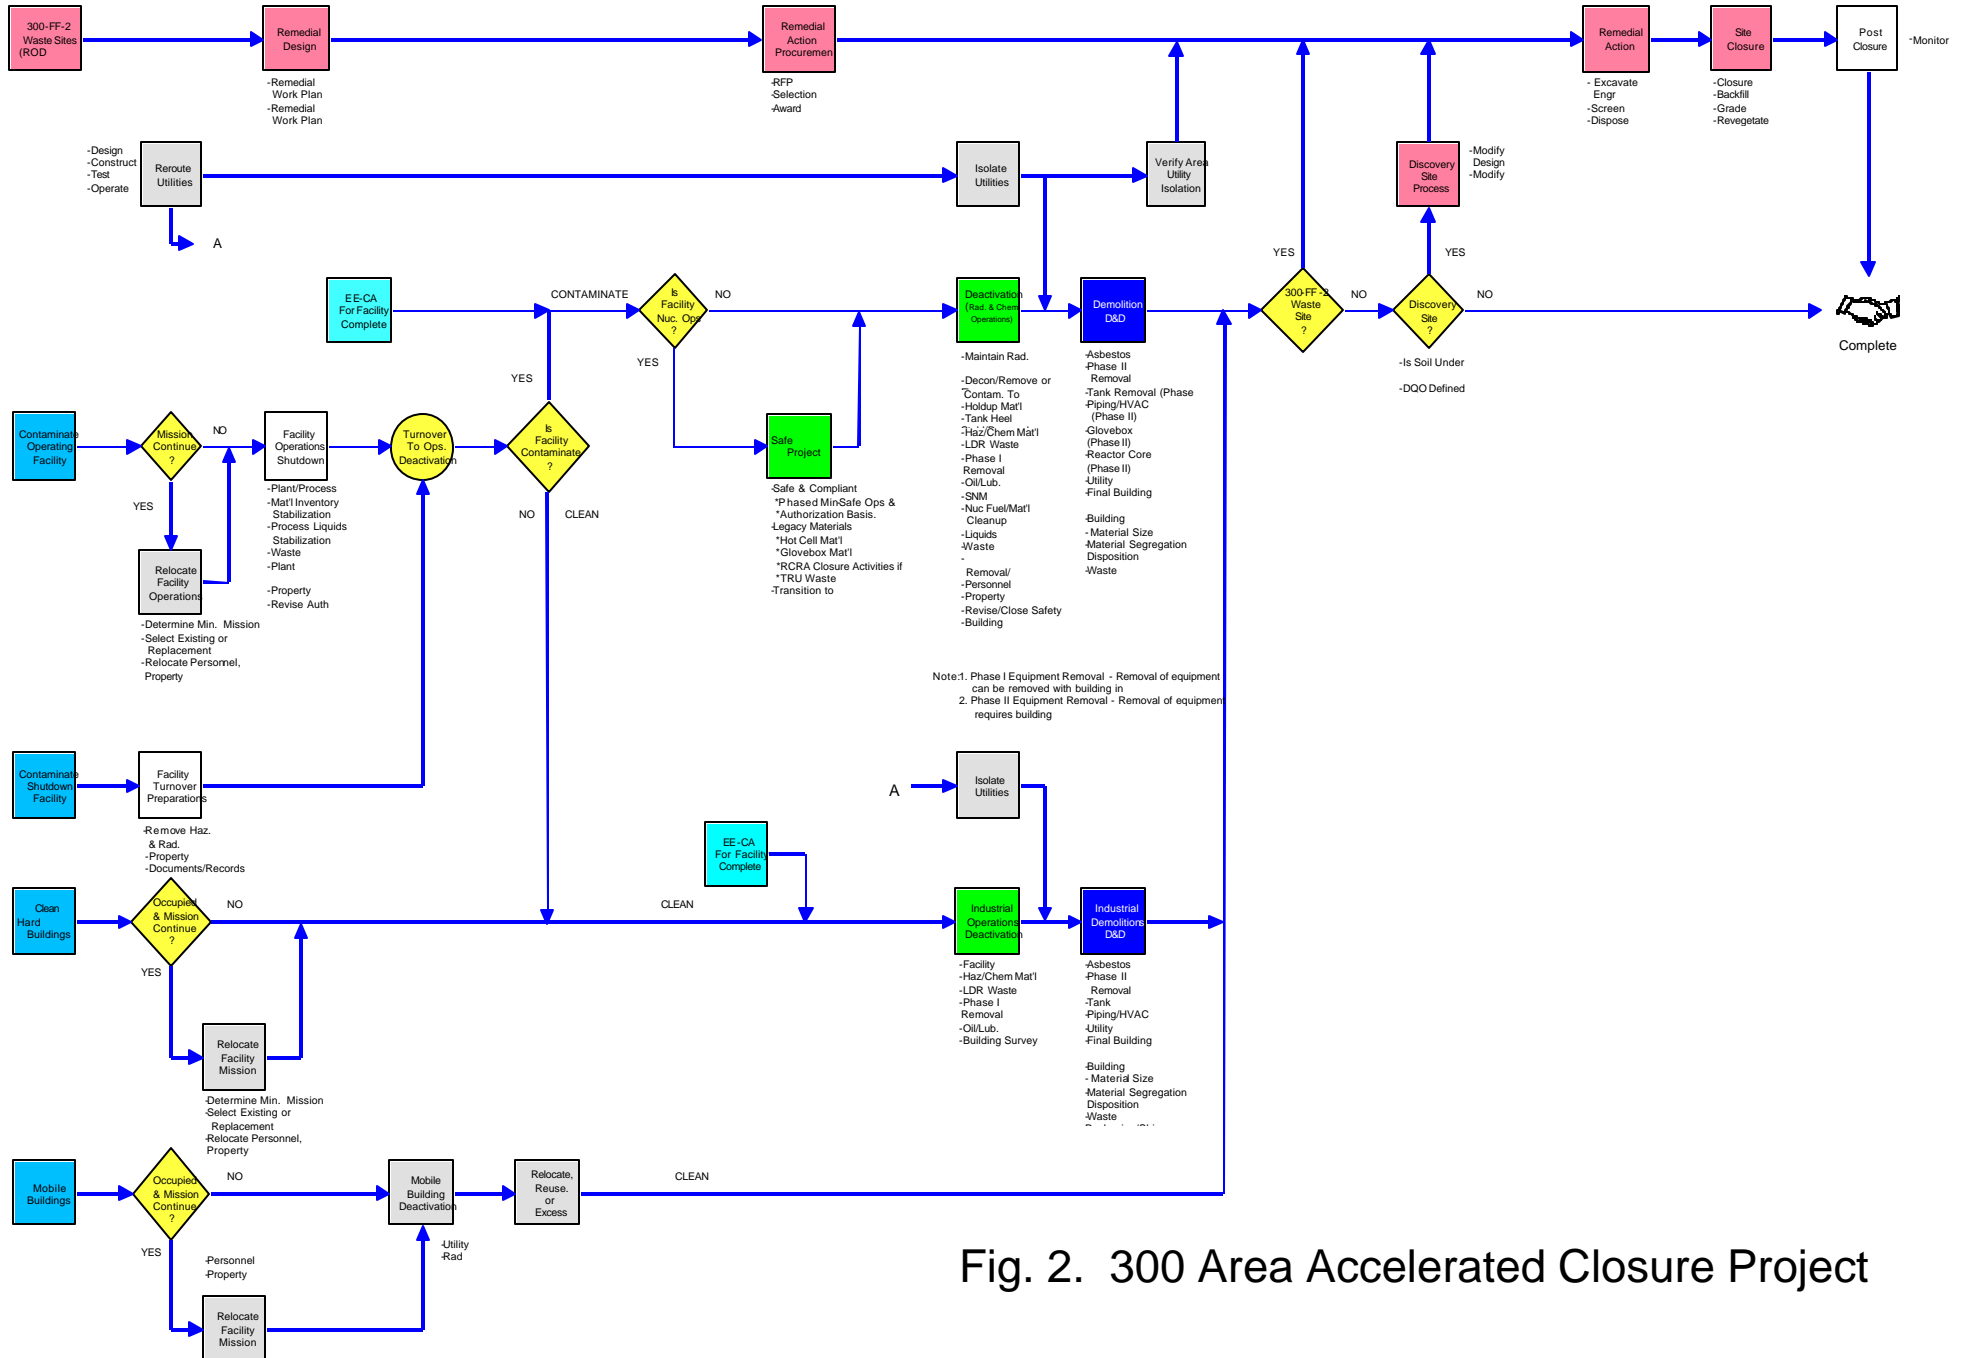 300-FF-2
Waste Sites
(ROD
Remedial
Design
-Remedial
Work Plan
-Remedial
Work Plan
Remedial
Action
Procuremen
-RFP
-Selection
-Award
Remedial
Action
- Excavate
Engr
-Screen
-Dispose
Site
Closure
-Closure
-Backfill
-Grade
-Revegetate
Post
Closure
-Monitor
-Design
-Construct
-Test
-Operate
Reroute
Utilities
A
Isolate
Utilities
Verify Area
Utility
Isolation
Discovery
Site
Process
-Modify
Design
-Modify
YES
YES
EE-CA
For Facility
Complete
CONTAMINATE
Is
Facility
Nuc. Ops
?
NO
YES
Deactivation
(Rad. & Chem
Operations)
Demolition
D&D
300-FF-2
Waste
Site
?
NO
Discovery
Site
?
NO
Complete
-Is Soil Under
-DQO Defined
-Maintain Rad.
-Decon/Remove or
Contam. To
-Holdup Mat'l
-Tank Heel
-Haz/Chem Mat'l
-LDR Waste
-Phase I
Removal
-Oil/Lub.
-SNM
-Nuc Fuel/Mat'l
Cleanup
-Liquids
-Waste
-
Removal/
-Personnel
-Property
-Revise/Close Safety
-Building
-Asbestos
-Phase II
Removal
-Tank Removal (Phase
-Piping/HVAC
(Phase II)
-Glovebox
(Phase II)
-Reactor Core
(Phase II)
-Utility
-Final Building
-Building
- Material Size
-Material Segregation
Disposition
-Waste
Contaminate
Operating
Facility
Mission
Continue
?
NO
YES
Facility
Operations
Shutdown
-Plant/Process
-Mat'l Inventory
Stabilization
-Process Liquids
Stabilization
-Waste
-Plant
-Property
-Revise Auth
Turnover
To Ops.
Deactivation
YES
Is
Facility
Contaminate
?
NO
CLEAN
Safe
Project
-Safe & Compliant
*Phased Min-Safe Ops &
*Authorization Basis.
-Legacy Materials
*Hot Cell Mat'l
*Glovebox Mat'l
*RCRA Closure Activities if
*TRU Waste
-Transition to
Relocate
Facility
Operations
-Determine Min. Mission
-Select Existing or
Replacement
-Relocate Personnel,
Property
Note:1. Phase I Equipment Removal - Removal of equipment
can be removed with building in
2. Phase II Equipment Removal - Removal of equipment
requires building
Contaminate
Shutdown
Facility
Facility
Turnover
Preparations
-Remove Haz.
& Rad.
-Property
-Documents/Records
A
Isolate
Utilities
EE-CA
For Facility
Complete
Clean
Hard
Buildings
Occupied
& Mission
Continue
?
NO
YES
CLEAN
Industrial
Operations
Deactivation
Industrial
Demolitions
D&D
-Facility
-Haz/Chem Mat'l
-LDR Waste
-Phase I
Removal
-Oil/Lub.
-Building Survey
-Asbestos
-Phase II
Removal
-Tank
-Piping/HVAC
-Utility
-Final Building
-Building
- Material Size
-Material Segregation
Disposition
-Waste
Relocate
Facility
Mission
-Determine Min. Mission
-Select Existing or
Replacement
-Relocate Personnel,
Property
Mobile
Buildings
Occupied
& Mission
Continue
?
NO
YES
Mobile
Building
Deactivation
-Utility
-Rad
Relocate,
Reuse.
or
Excess
CLEAN
-Personnel
-Property
Relocate
Facility
Mission
Fig. 2. 300 Area Accelerated Closure Project